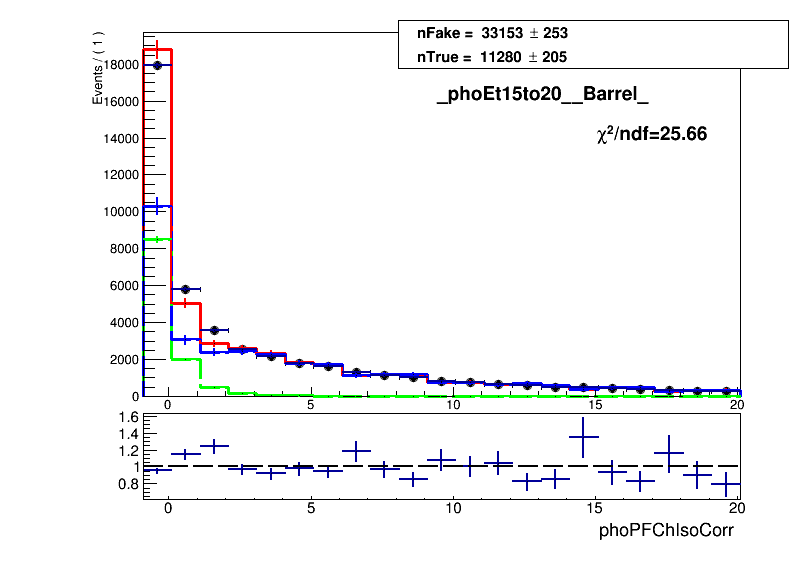 nFake = 33153 ± 253
nTrue = 11280 ± 205
_phoEt15to20__Barrel_
χ²/ndf=25.66
Events / ( 1 )
18000
16000
14000
12000
10000
8000
6000
4000
2000
0
0 5 10 15 20
1.6
1.4
1.2
1
0.8
0 5 10 15 20
phoPFChIsoCorr